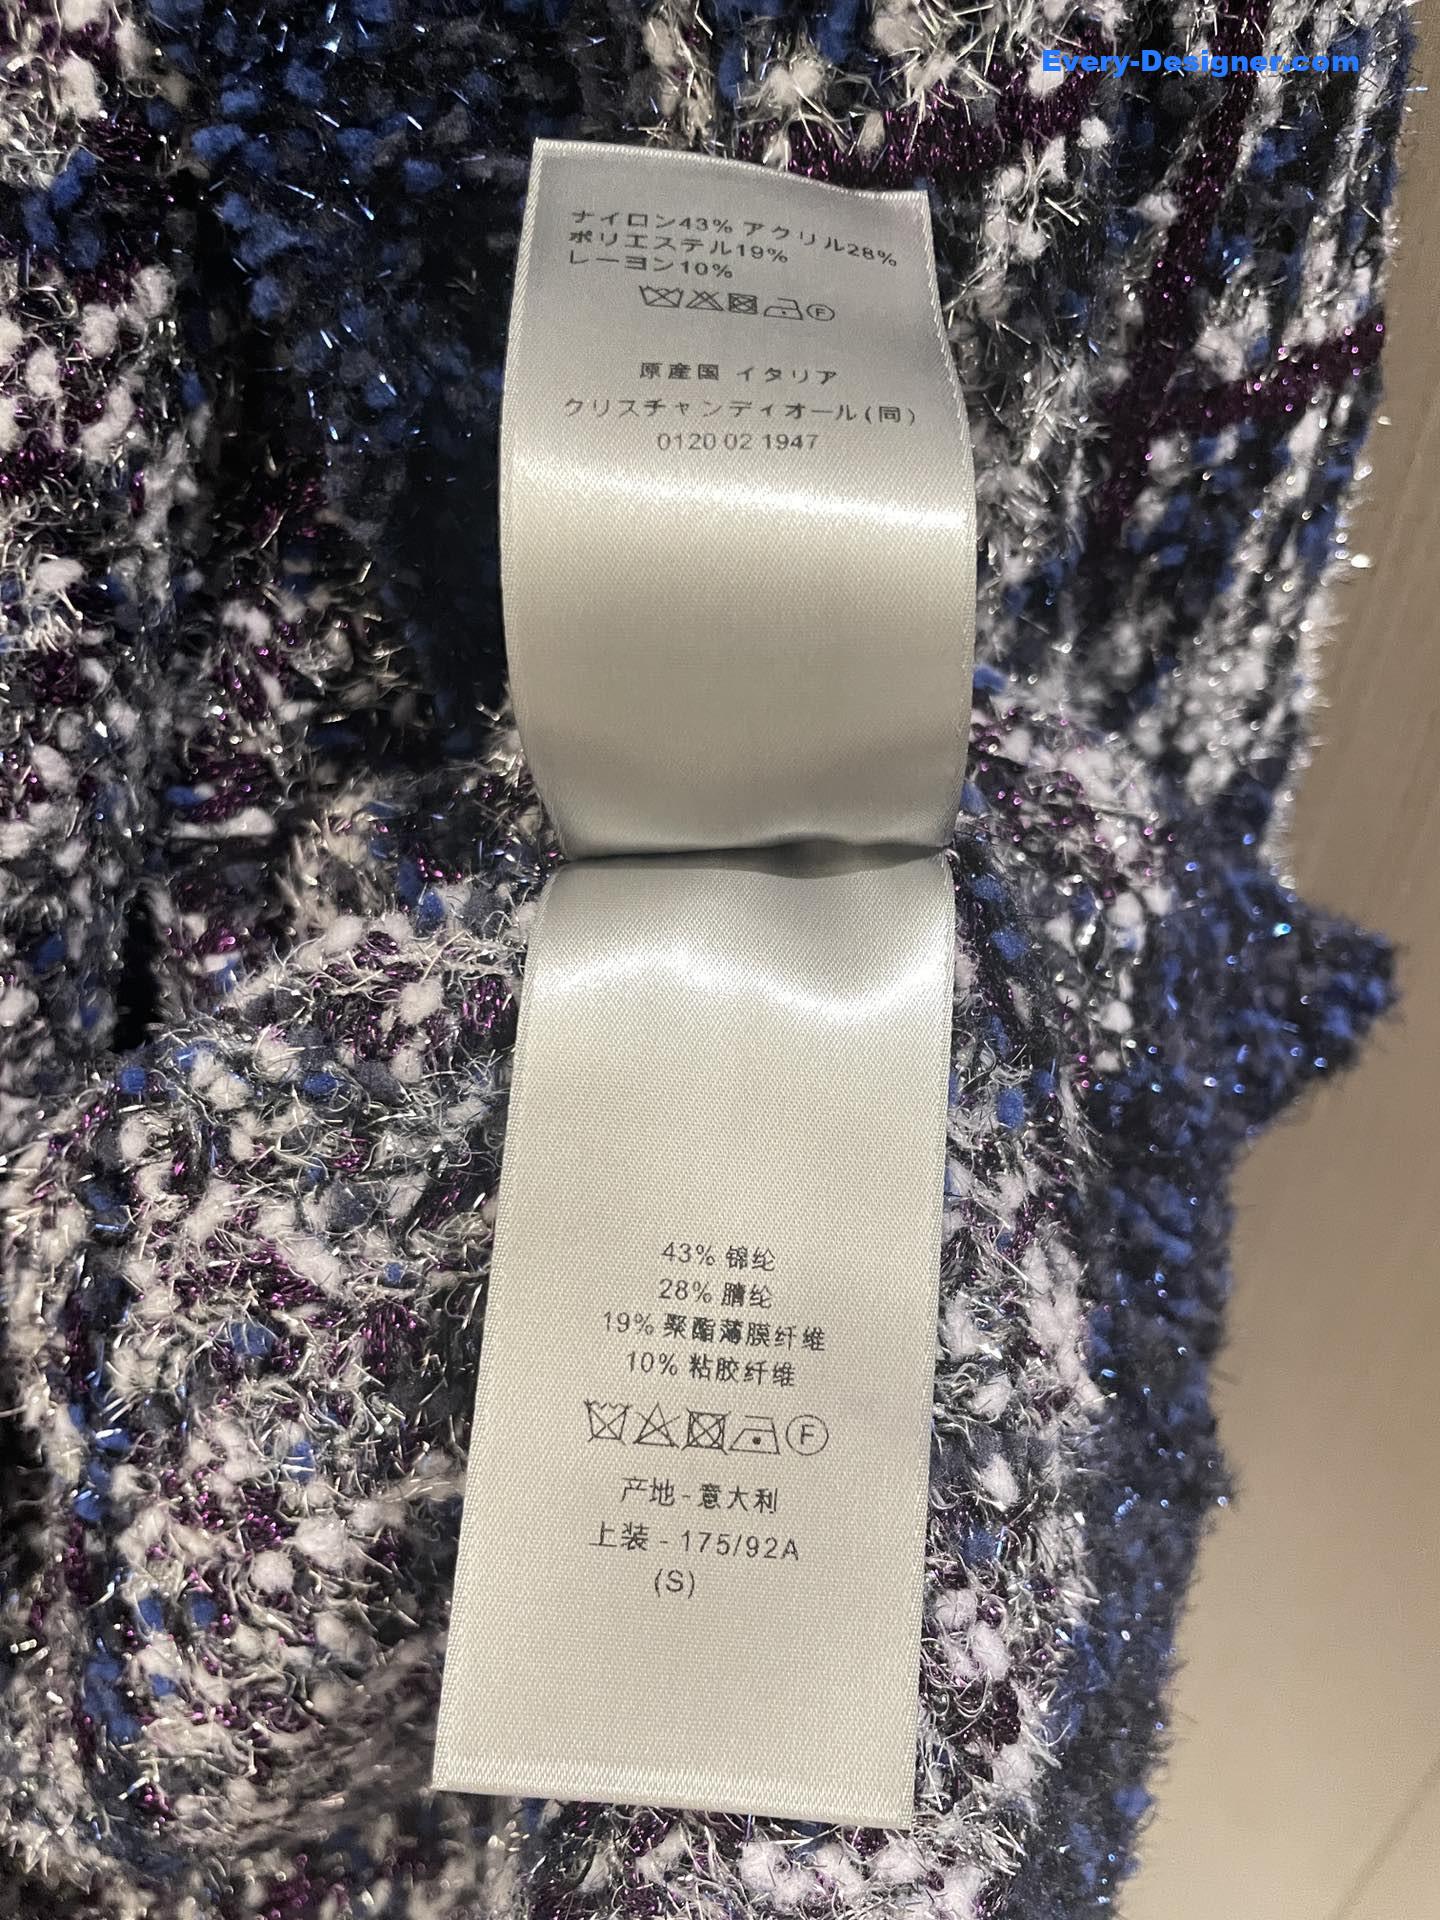 Every-Designer.com
ナイロン43% アクリル28%
ポリエステル19%
レーヨン10%
F
原産国 イタリア
クリスチャンディオール(同)
0120 02 1947
43% 锦纶
28% 腈纶
19% 聚酯薄膜纤维
10% 粘胶纤维
F
产地 - 意大利
上装 - 175/92A
(S)